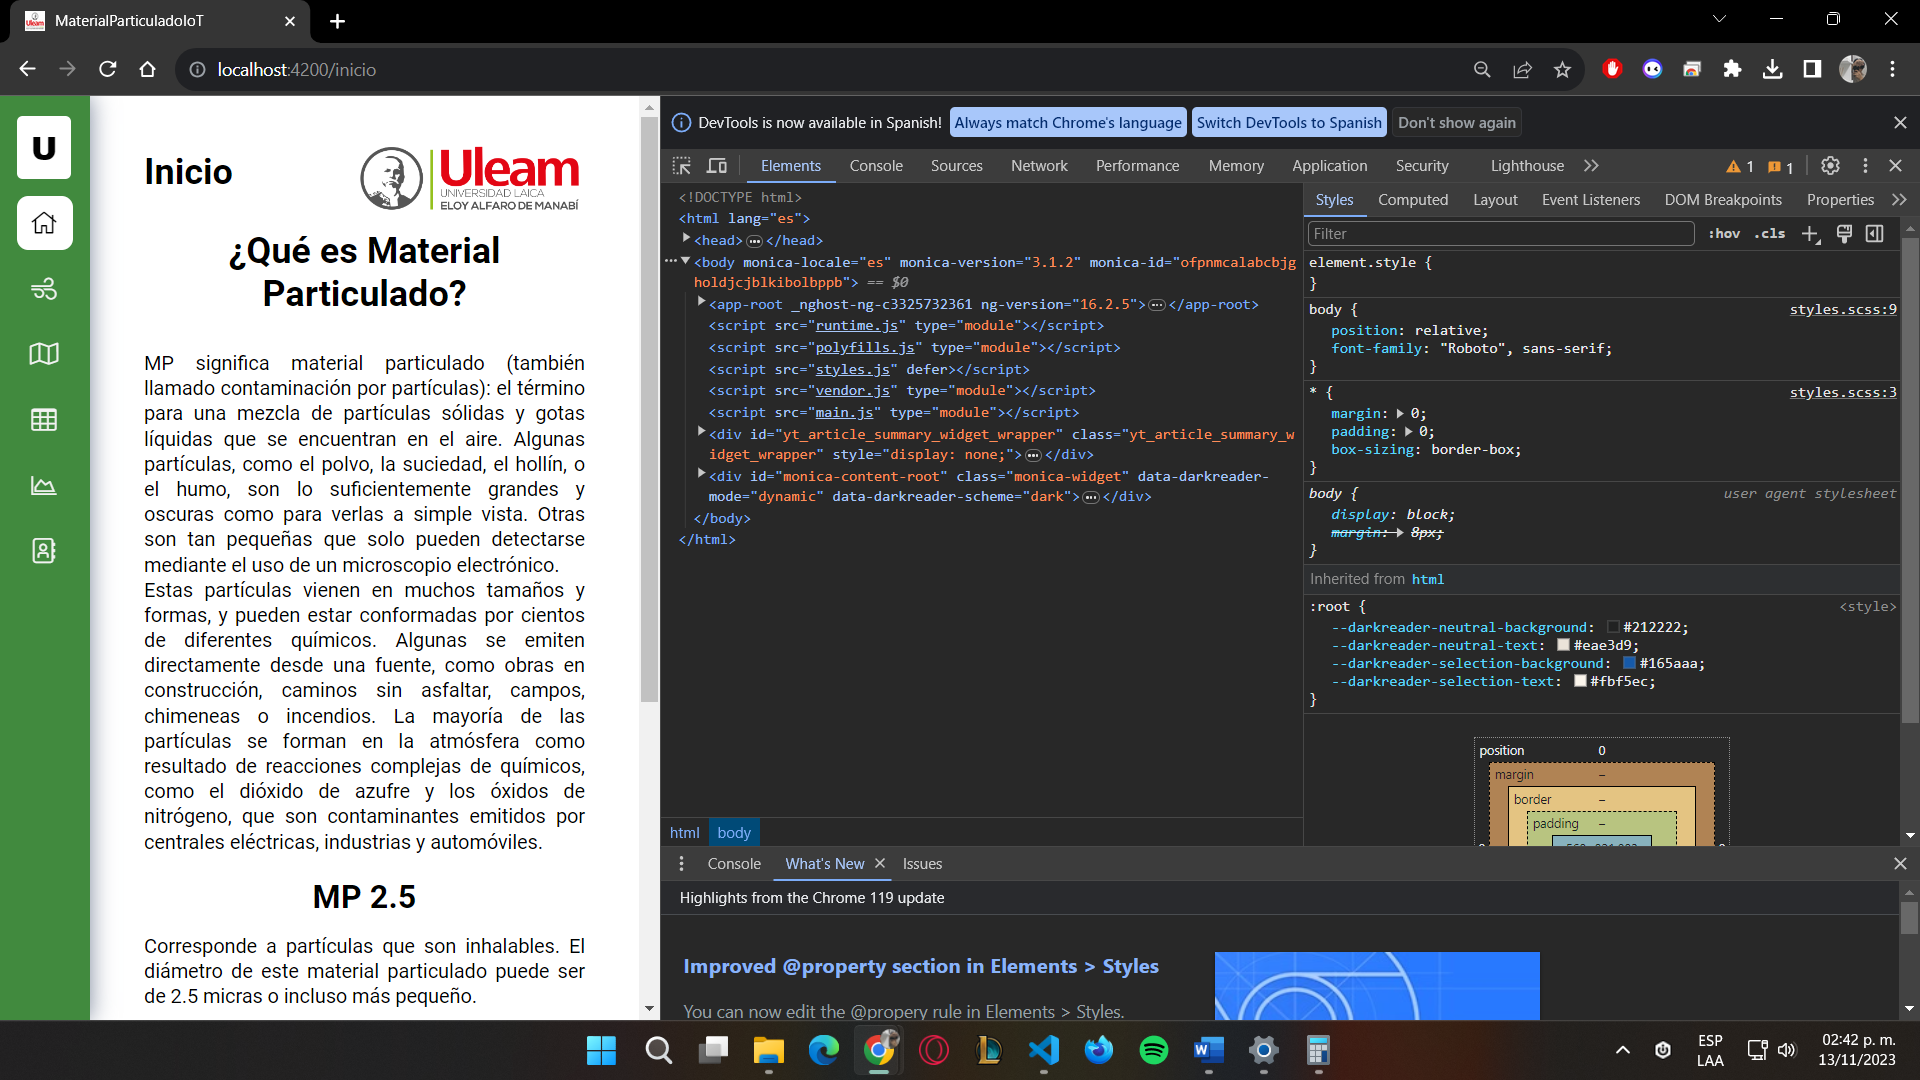 MaterialParticuladoIoT
localhost:4200/inicio
U
Inicio
Uleam
UNIVERSIDAD LAICA
ELOY ALFARO DE MANABÍ
¿Qué es Material
Particulado?
MP significa material particulado (también
llamado contaminación por partículas): el término
para una mezcla de partículas sólidas y gotas
líquidas que se encuentran en el aire. Algunas
partículas, como el polvo, la suciedad, el hollín, o
el humo, son lo suficientemente grandes y
oscuras como para verlas a simple vista. Otras
son tan pequeñas que solo pueden detectarse
mediante el uso de un microscopio electrónico.
Estas partículas vienen en muchos tamaños y
formas, y pueden estar conformadas por cientos
de diferentes químicos. Algunas se emiten
directamente desde una fuente, como obras en
construcción, caminos sin asfaltar, campos,
chimeneas o incendios. La mayoría de las
partículas se forman en la atmósfera como
resultado de reacciones complejas de químicos,
como el dióxido de azufre y los óxidos de
nitrógeno, que son contaminantes emitidos por
centrales eléctricas, industrias y automóviles.
MP 2.5
Corresponde a partículas que son inhalables. El
diámetro de este material particulado puede ser
de 2.5 micras o incluso más pequeño.
DevTools is now available in Spanish! Always match Chrome's language Switch DevTools to Spanish Don't show again
Elements Console Sources Network Performance Memory Application Security Lighthouse 1 1
<!DOCTYPE html>
<html lang="es">
<head> ... </head>
... <body monica-locale="es" monica-version="3.1.2" monica-id="ofpnmcalabcbjg
holdjcjblkibolbppb"> == $0
<app-root _nghost-ng-c3325732361 ng-version="16.2.5"> ... </app-root>
<script src="runtime.js" type="module"></script>
<script src="polyfills.js" type="module"></script>
<script src="styles.js" defer></script>
<script src="vendor.js" type="module"></script>
<script src="main.js" type="module"></script>
<div id="yt_article_summary_widget_wrapper" class="yt_article_summary_w
idget_wrapper" style="display: none;"> ... </div>
<div id="monica-content-root" class="monica-widget" data-darkreader-
mode="dynamic" data-darkreader-scheme="dark"> ... </div>
</body>
</html>
html body
Styles Computed Layout Event Listeners DOM Breakpoints Properties
Filter :hov .cls
element.style {
}
body { styles.scss:9
position: relative;
font-family: "Roboto", sans-serif;
}
* { styles.scss:3
margin: 0;
padding: 0;
box-sizing: border-box;
}
body { user agent stylesheet
display: block;
margin: 8px;
}
Inherited from html
:root { <style>
--darkreader-neutral-background: #212222;
--darkreader-neutral-text: #eae3d9;
--darkreader-selection-background: #165aaa;
--darkreader-selection-text: #fbf5ec;
}
position 0
margin –
border –
padding –
Console What's New Issues
Highlights from the Chrome 119 update
Improved @property section in Elements > Styles
You can now edit the @propery rule in Elements > Styles.
ESP
LAA
02:42 p. m.
13/11/2023